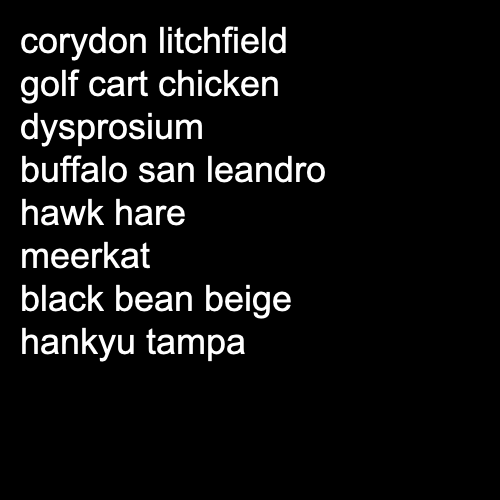 corydon litchfield
golf cart chicken
dysprosium
buffalo san leandro
hawk hare
meerkat
black bean beige
hankyu tampa